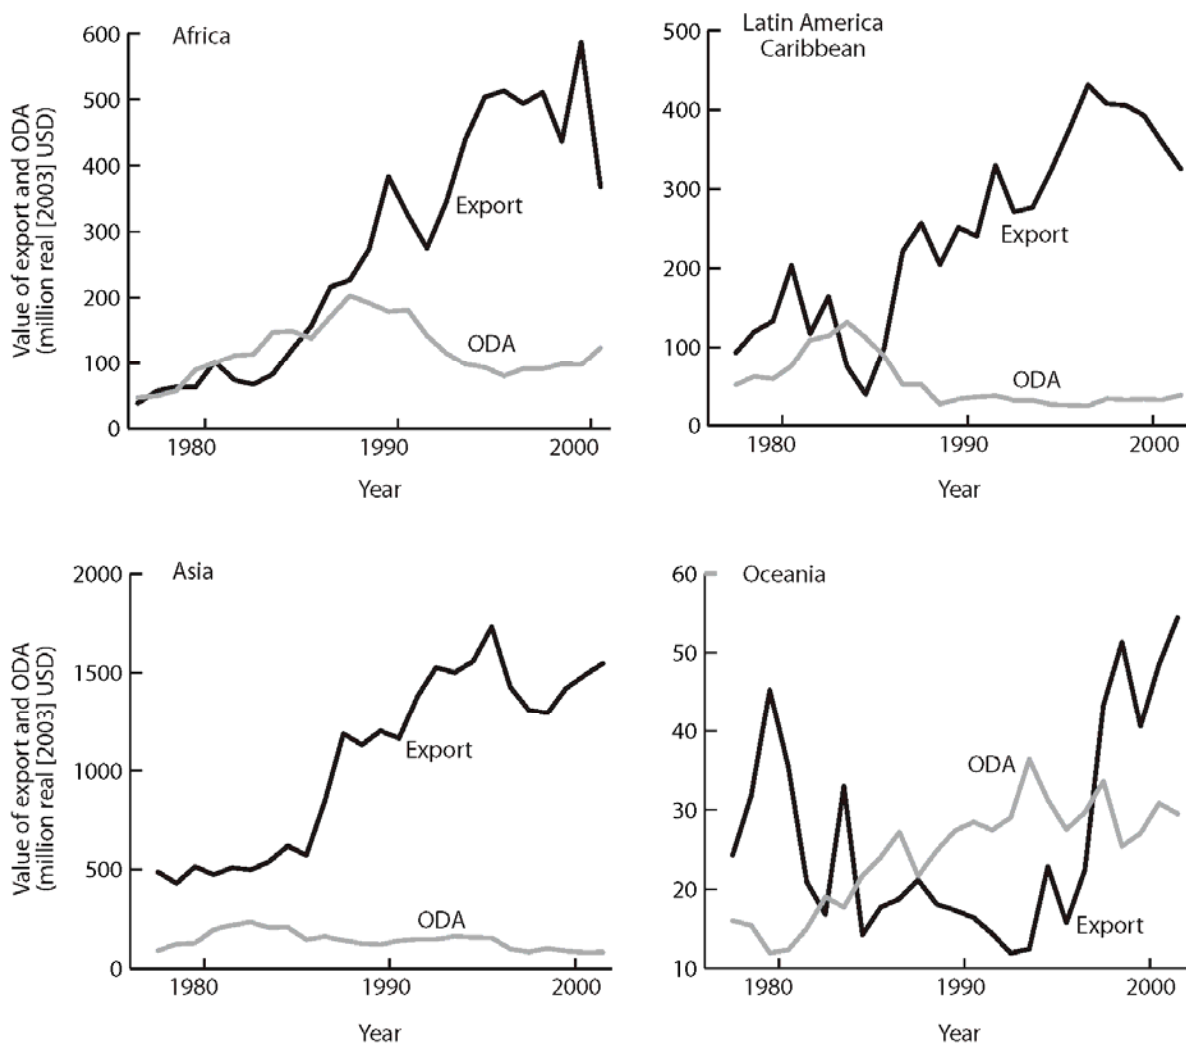 Africa
Value of export and ODA
(million real [2003] USD)
600
500
400
300
200
100
0
Export
ODA
1980
1990
2000
Year
Latin America
Caribbean
500
400
300
200
100
0
Export
ODA
1980
1990
2000
Year
Asia
Value of export and ODA
(million real [2003] USD)
2000
1500
1000
500
0
Export
ODA
1980
1990
2000
Year
Oceania
60
50
40
30
20
10
ODA
Export
1980
1990
2000
Year